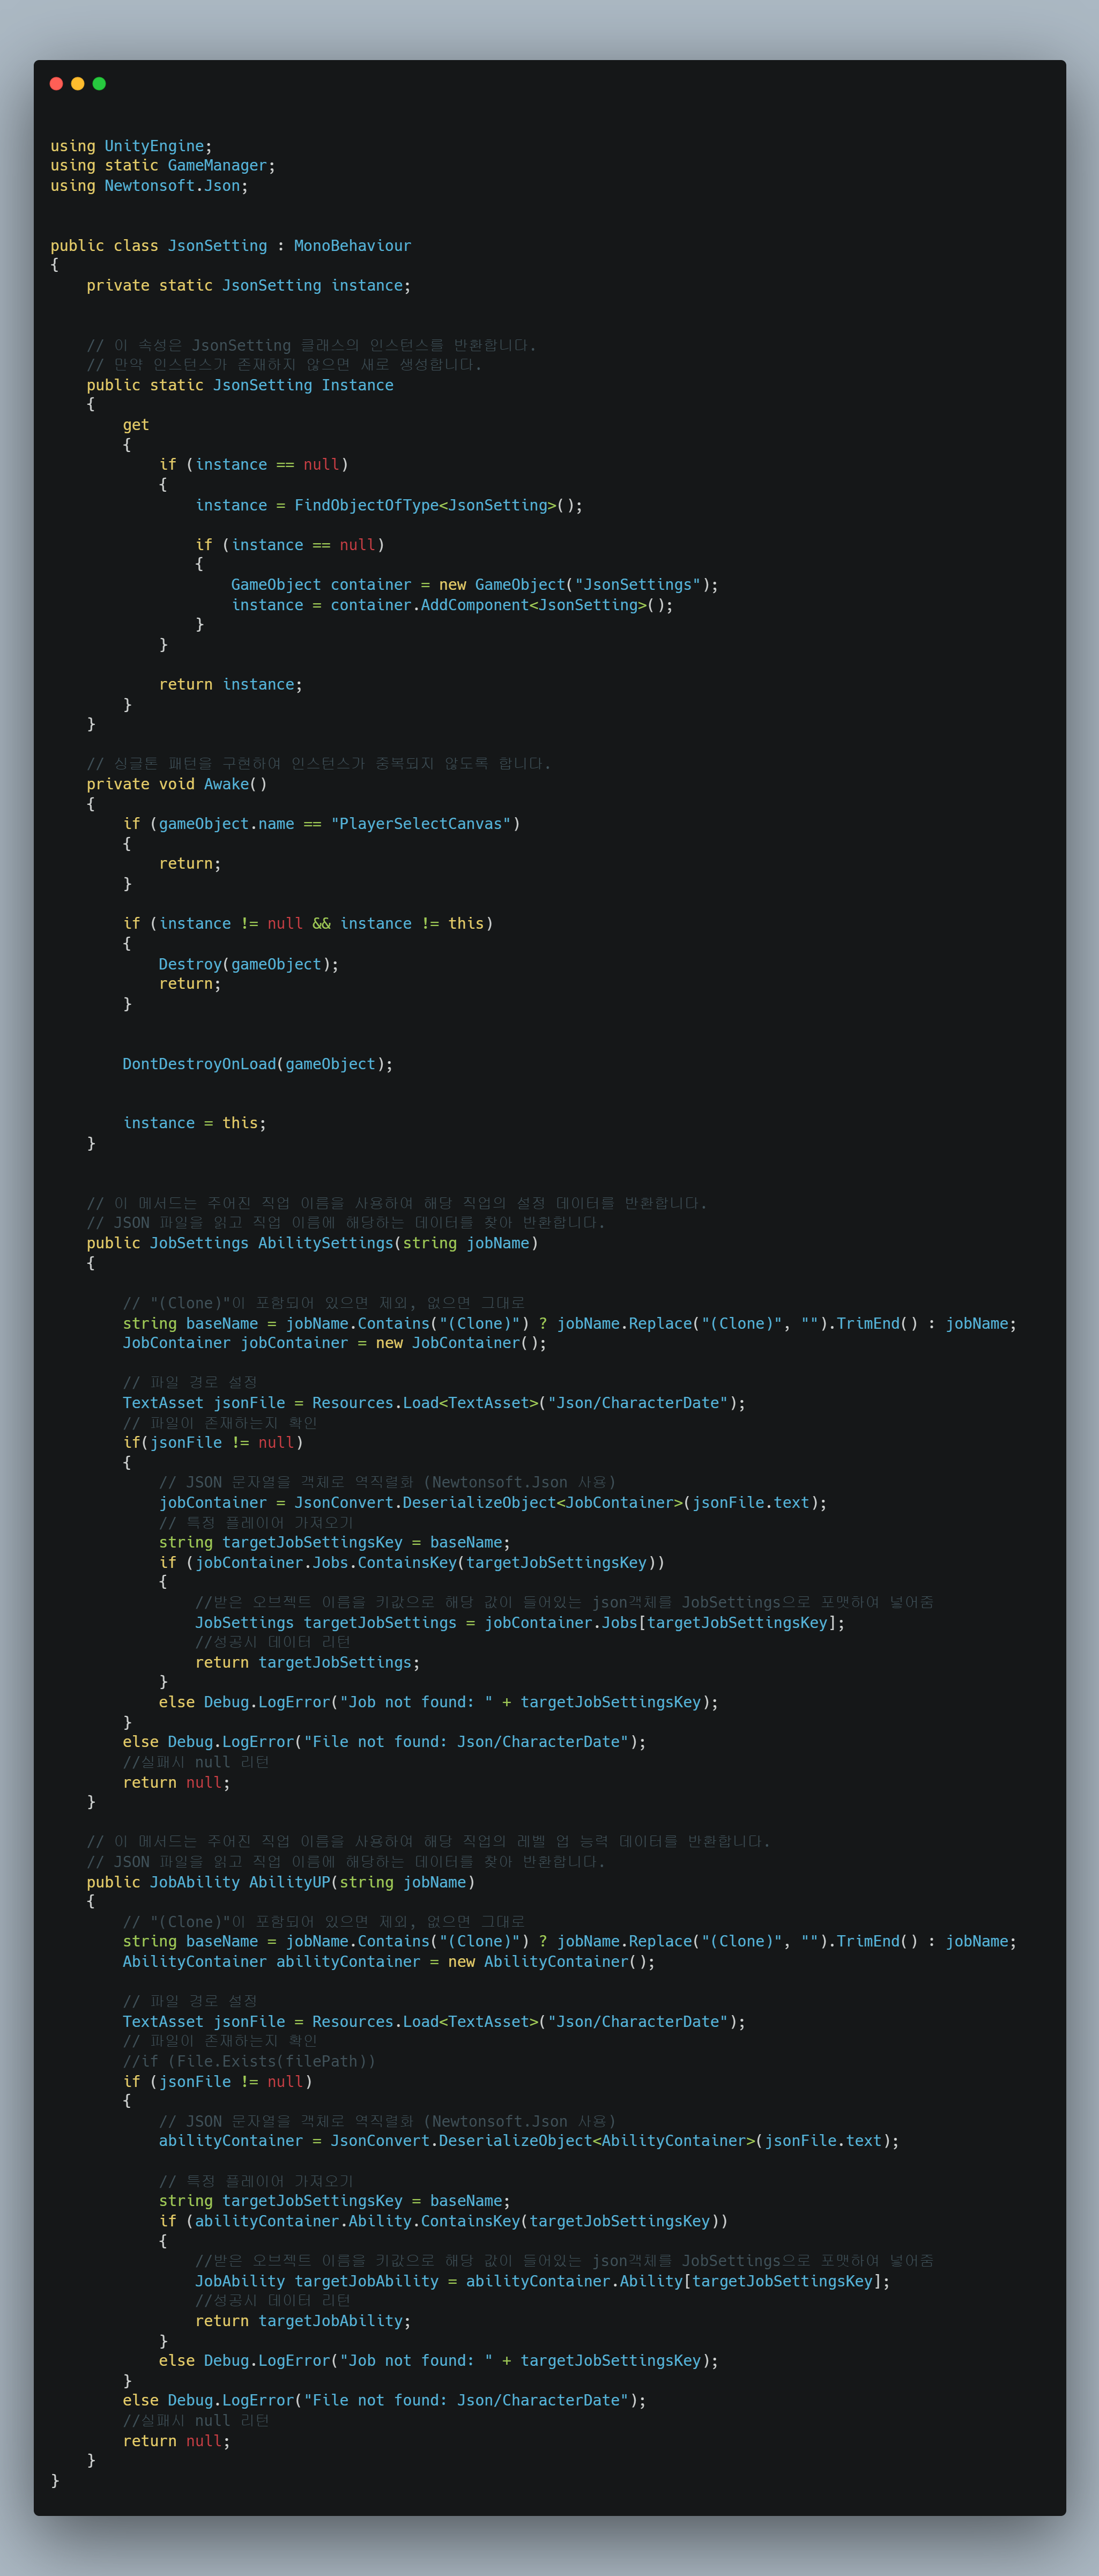 using UnityEngine;
using static GameManager;
using Newtonsoft.Json;
public class JsonSetting : MonoBehaviour
{
    private static JsonSetting instance;
    // 이 속성은 JsonSetting 클래스의 인스턴스를 반환합니다.
    // 만약 인스턴스가 존재하지 않으면 새로 생성합니다.
    public static JsonSetting Instance
    {
        get
        {
            if (instance == null)
            {
                instance = FindObjectOfType<JsonSetting>();
                if (instance == null)
                {
                    GameObject container = new GameObject("JsonSettings");
                    instance = container.AddComponent<JsonSetting>();
                }
            }
            return instance;
        }
    }
    // 싱글톤 패턴을 구현하여 인스턴스가 중복되지 않도록 합니다.
    private void Awake()
    {
        if (gameObject.name == "PlayerSelectCanvas")
        {
            return;
        }
        if (instance != null && instance != this)
        {
            Destroy(gameObject);
            return;
        }
        DontDestroyOnLoad(gameObject);
        instance = this;
    }
    // 이 메서드는 주어진 직업 이름을 사용하여 해당 직업의 설정 데이터를 반환합니다.
    // JSON 파일을 읽고 직업 이름에 해당하는 데이터를 찾아 반환합니다.
    public JobSettings AbilitySettings(string jobName)
    {
        // "(Clone)"이 포함되어 있으면 제외, 없으면 그대로
        string baseName = jobName.Contains("(Clone)") ? jobName.Replace("(Clone)", "").TrimEnd() : jobName;
        JobContainer jobContainer = new JobContainer();
        // 파일 경로 설정
        TextAsset jsonFile = Resources.Load<TextAsset>("Json/CharacterDate");
        // 파일이 존재하는지 확인
        if(jsonFile != null)
        {
            // JSON 문자열을 객체로 역직렬화 (Newtonsoft.Json 사용)
            jobContainer = JsonConvert.DeserializeObject<JobContainer>(jsonFile.text);
            // 특정 플레이어 가져오기
            string targetJobSettingsKey = baseName;
            if (jobContainer.Jobs.ContainsKey(targetJobSettingsKey))
            {
                //받은 오브젝트 이름을 키값으로 해당 값이 들어있는 json객체를 JobSettings으로 포맷하여 넣어줌
                JobSettings targetJobSettings = jobContainer.Jobs[targetJobSettingsKey];
                //성공시 데이터 리턴
                return targetJobSettings;
            }
            else Debug.LogError("Job not found: " + targetJobSettingsKey);
        }
        else Debug.LogError("File not found: Json/CharacterDate");
        //실패시 null 리턴
        return null;
    }
    // 이 메서드는 주어진 직업 이름을 사용하여 해당 직업의 레벨 업 능력 데이터를 반환합니다.
    // JSON 파일을 읽고 직업 이름에 해당하는 데이터를 찾아 반환합니다.
    public JobAbility AbilityUP(string jobName)
    {
        // "(Clone)"이 포함되어 있으면 제외, 없으면 그대로
        string baseName = jobName.Contains("(Clone)") ? jobName.Replace("(Clone)", "").TrimEnd() : jobName;
        AbilityContainer abilityContainer = new AbilityContainer();
        // 파일 경로 설정
        TextAsset jsonFile = Resources.Load<TextAsset>("Json/CharacterDate");
        // 파일이 존재하는지 확인
        //if (File.Exists(filePath))
        if (jsonFile != null)
        {
            // JSON 문자열을 객체로 역직렬화 (Newtonsoft.Json 사용)
            abilityContainer = JsonConvert.DeserializeObject<AbilityContainer>(jsonFile.text);
            // 특정 플레이어 가져오기
            string targetJobSettingsKey = baseName;
            if (abilityContainer.Ability.ContainsKey(targetJobSettingsKey))
            {
                //받은 오브젝트 이름을 키값으로 해당 값이 들어있는 json객체를 JobSettings으로 포맷하여 넣어줌
                JobAbility targetJobAbility = abilityContainer.Ability[targetJobSettingsKey];
                //성공시 데이터 리턴
                return targetJobAbility;
            }
            else Debug.LogError("Job not found: " + targetJobSettingsKey);
        }
        else Debug.LogError("File not found: Json/CharacterDate");
        //실패시 null 리턴
        return null;
    }
}